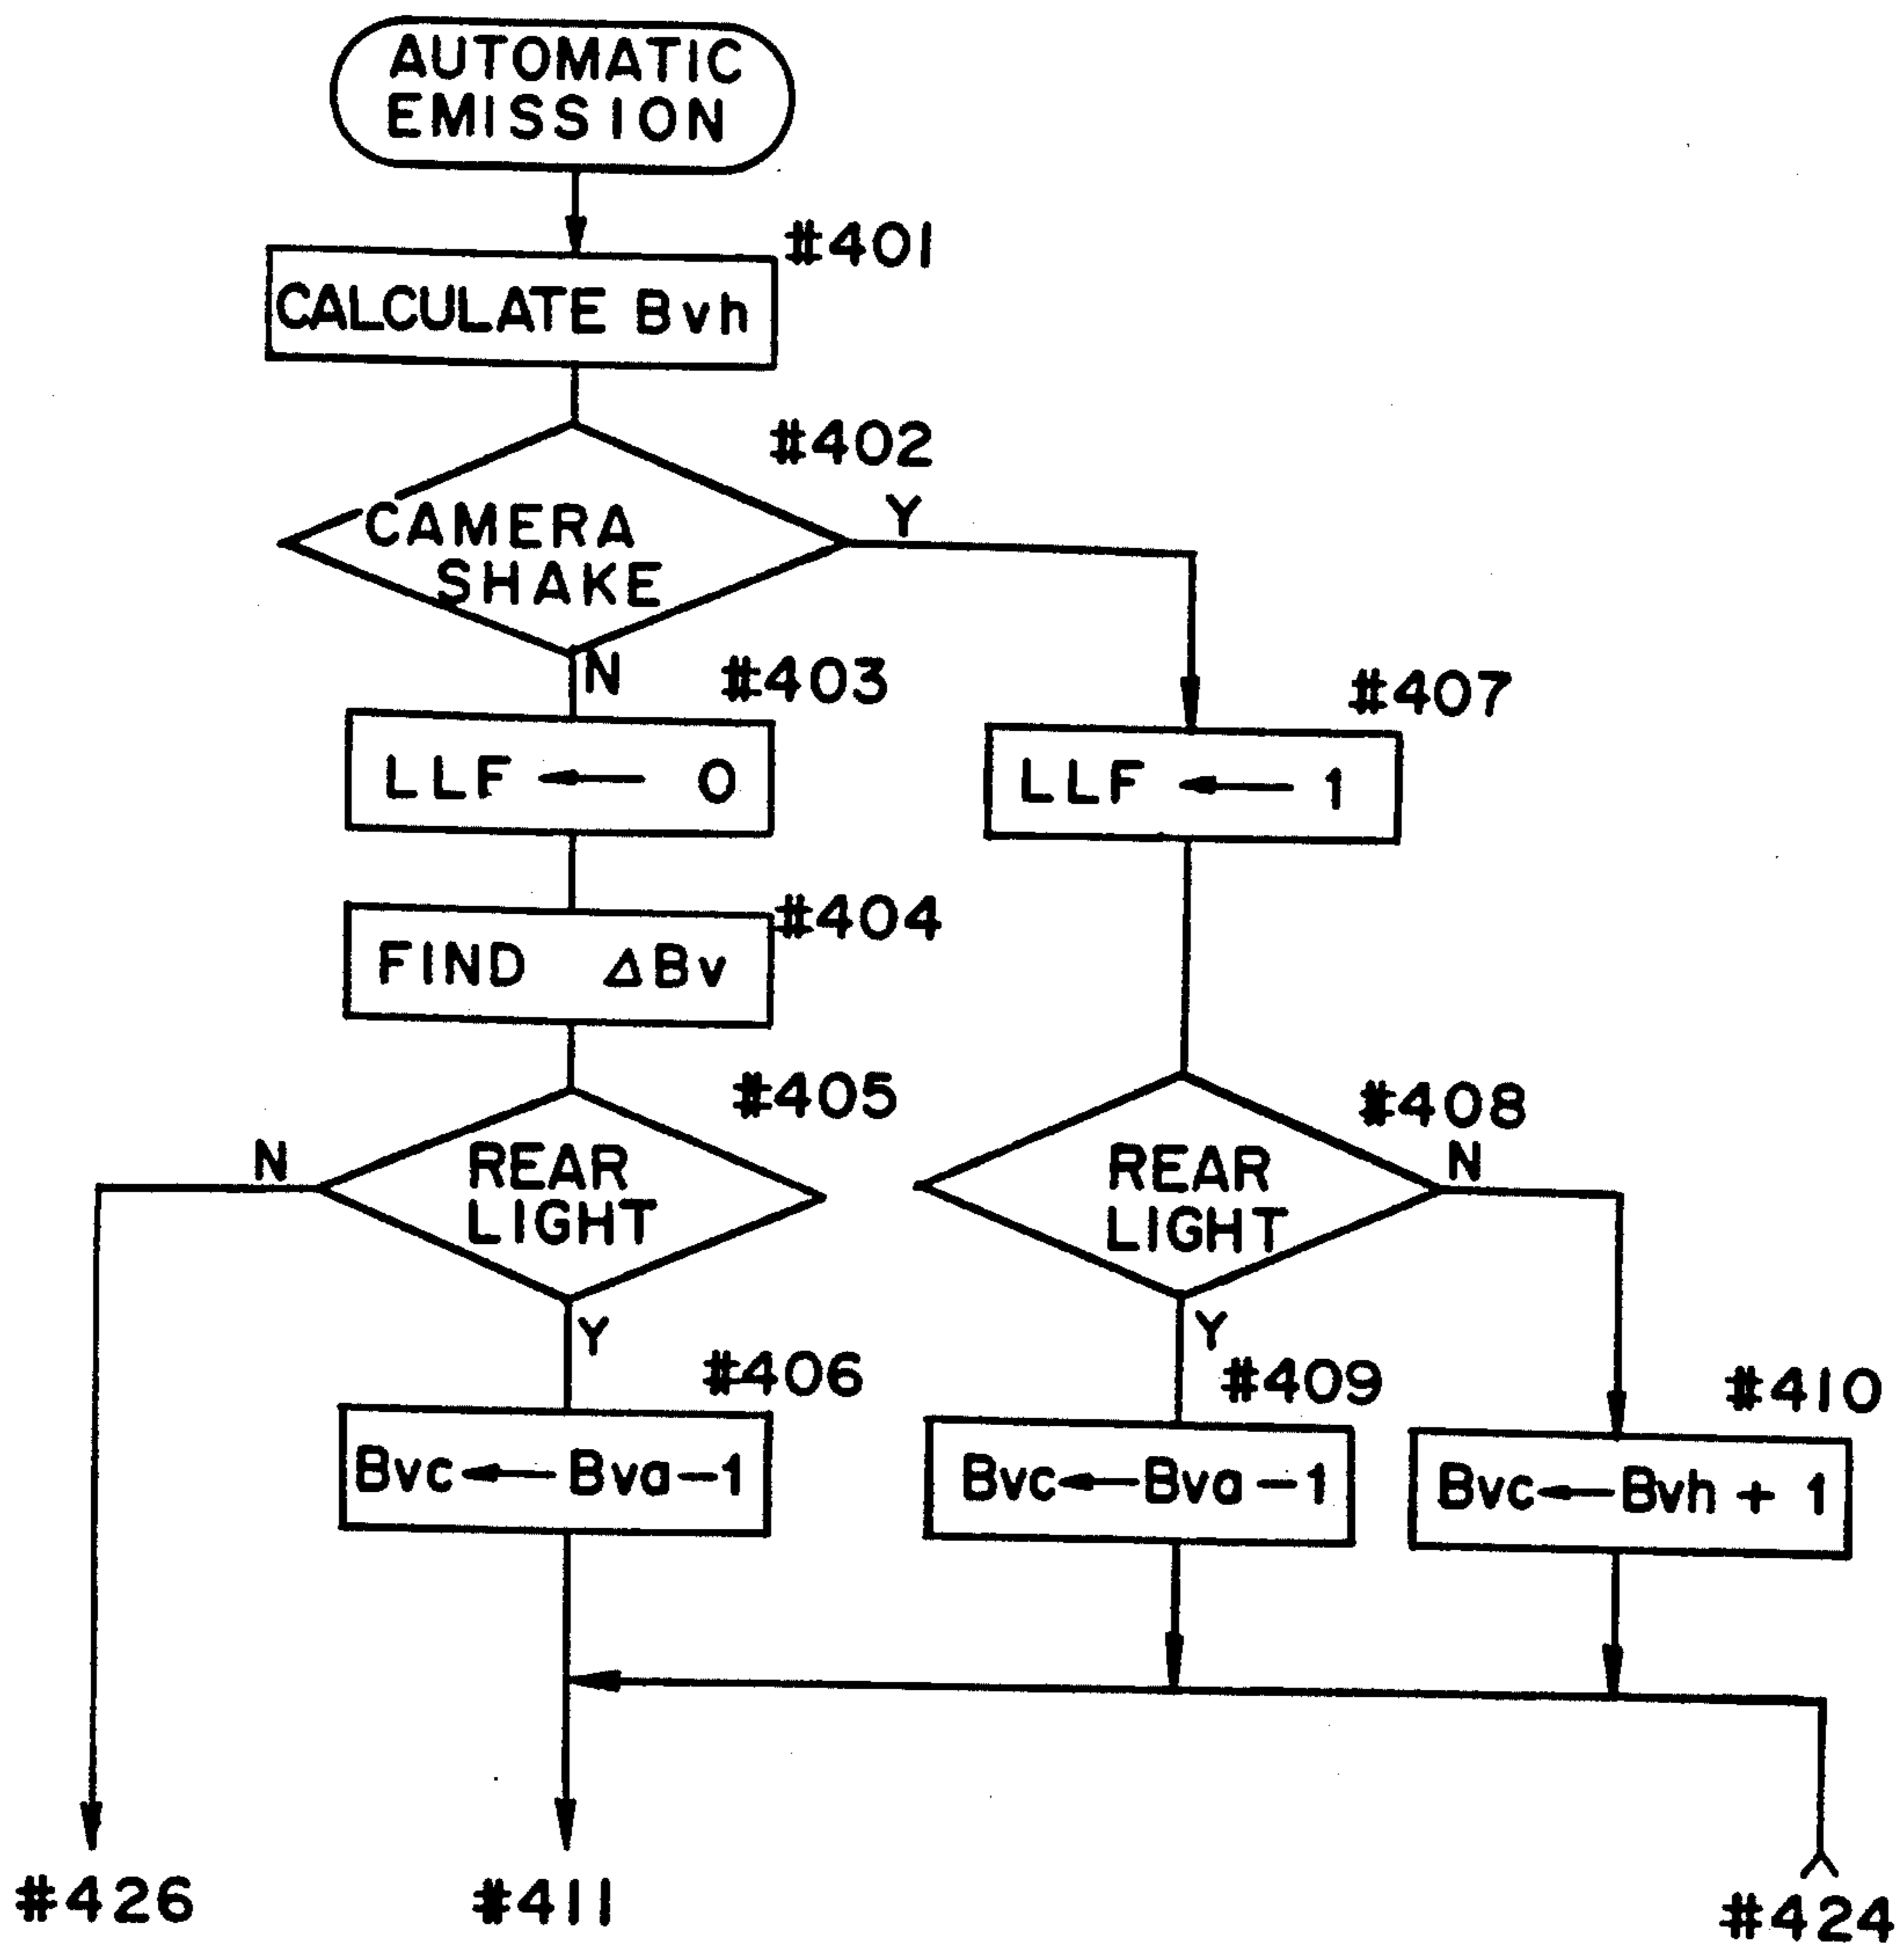 AUTOMATIC
EMISSION
#401
CALCULATE Bvh
#402
CAMERA
SHAKE
Y
N
#403
LLF ← 0
#407
LLF ← 1
#404
FIND ΔBv
#405
REAR
LIGHT
N
Y
#408
REAR
LIGHT
N
Y
#406
Bvc ← Bva - 1
#409
Bvc ← Bva - 1
#410
Bvc ← Bvh + 1
#426
#411
#424